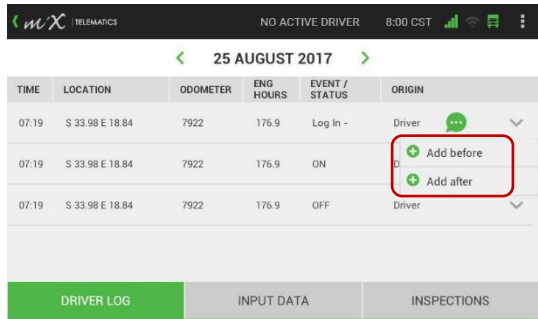 miX TELEMATICS NO ACTIVE DRIVER 8:00 CST
25 AUGUST 2017
TIME LOCATION ODOMETER ENG HOURS EVENT / STATUS ORIGIN
07:19 S 33.98 E 18.84 7922 176.9 Log In - Driver
Add before
07:19 S 33.98 E 18.84 7922 176.9 ON D
Add after
07:19 S 33.98 E 18.84 7922 176.9 OFF Driver
DRIVER LOG INPUT DATA INSPECTIONS